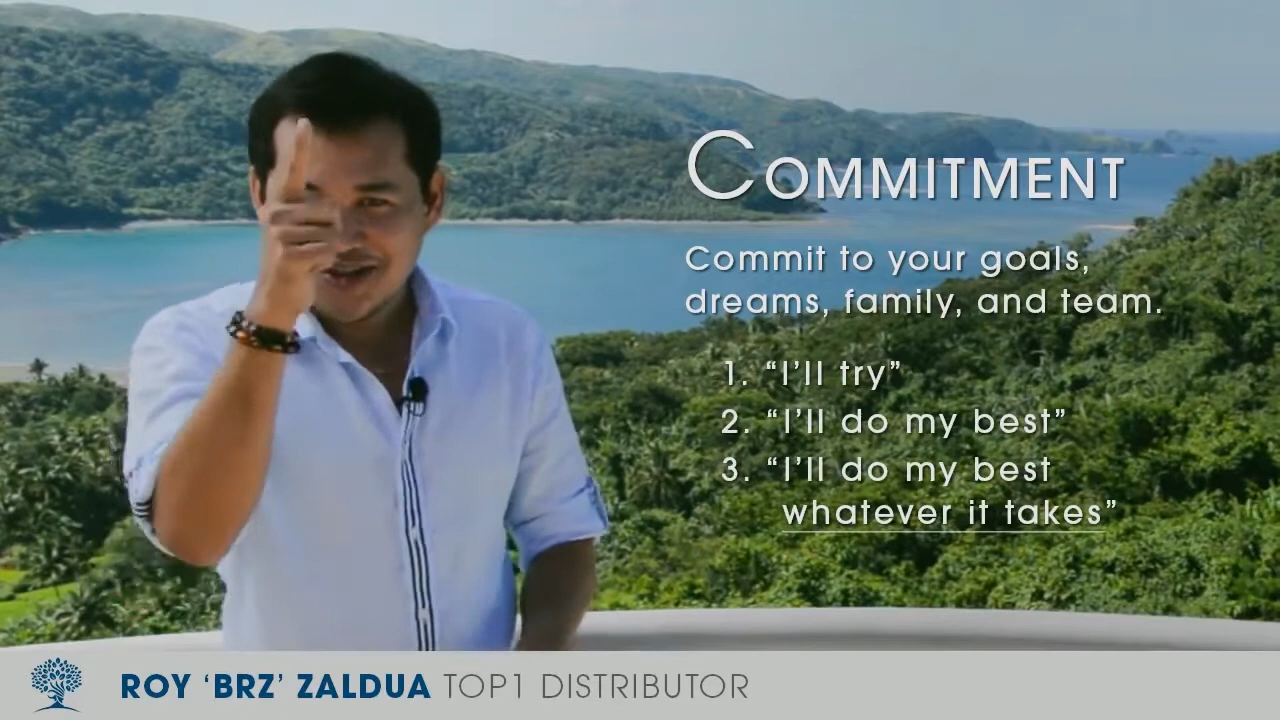 COMMITMENT
Commit to your goals,
dreams, family, and team.
1. “I’ll try”
2. “I’ll do my best”
3. “I’ll do my best
whatever it takes”
ROY ‘BRZ’ ZALDUA TOP1 DISTRIBUTOR